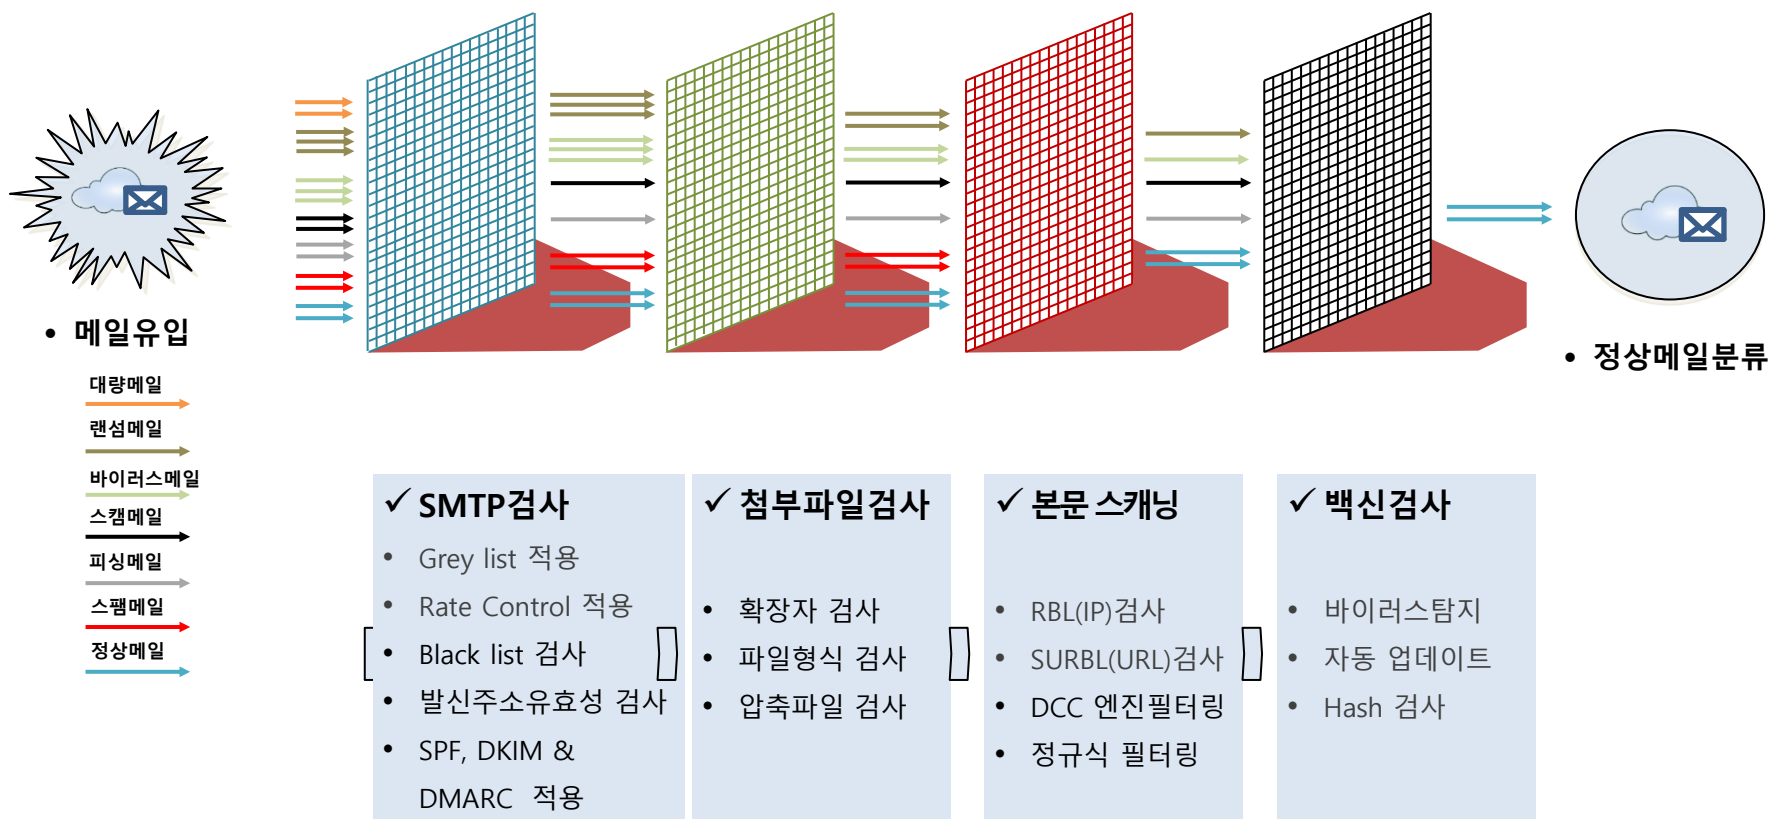 • 메일유입
대량메일
랜섬메일
바이러스메일
스캠메일
피싱메일
스팸메일
정상메일
• 정상메일분류
✓ SMTP검사
• Grey list 적용
• Rate Control 적용
• Black list 검사
• 발신주소유효성 검사
• SPF, DKIM &
DMARC 적용
✓ 첨부파일검사
• 확장자 검사
• 파일형식 검사
• 압축파일 검사
✓ 본문 스캐닝
• RBL(IP)검사
• SURBL(URL)검사
• DCC 엔진필터링
• 정규식 필터링
✓ 백신검사
• 바이러스탐지
• 자동 업데이트
• Hash 검사